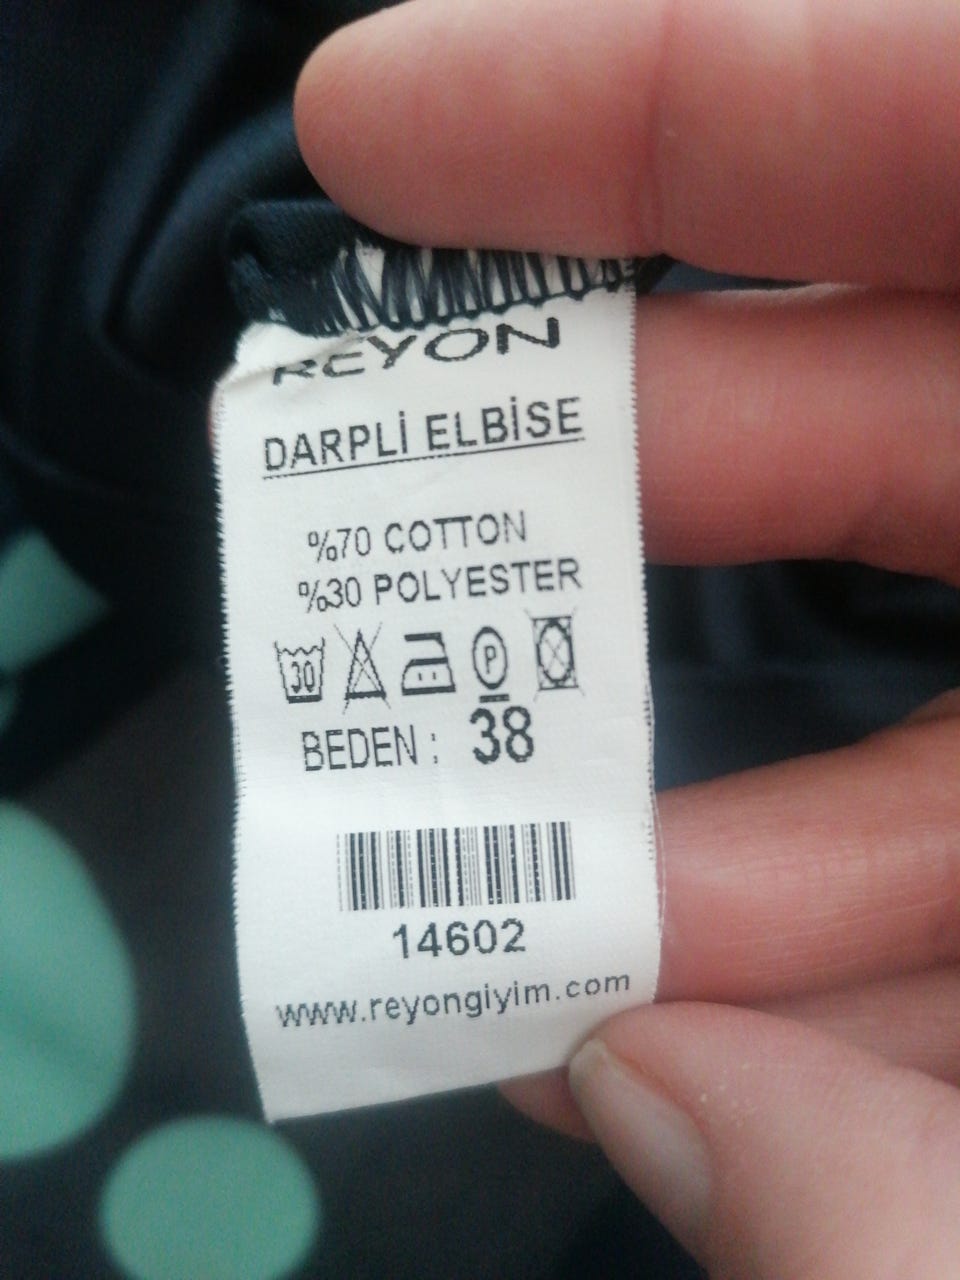 REYON
DARPLİ ELBİSE
%70 COTTON
%30 POLYESTER
30 P
BEDEN : 38
14602
www.reyongiyim.com